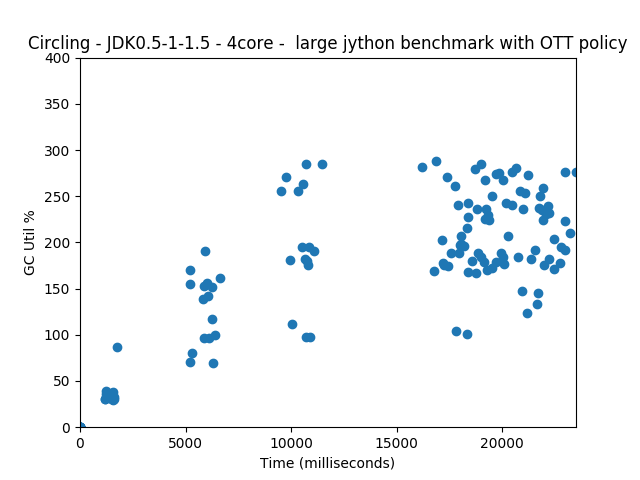 Circling - JDK0.5-1-1.5 - 4core -  large jython benchmark with OTT policy
400
350
300
250
200
150
100
50
0
GC Util %
0 5000 10000 15000 20000
Time (milliseconds)